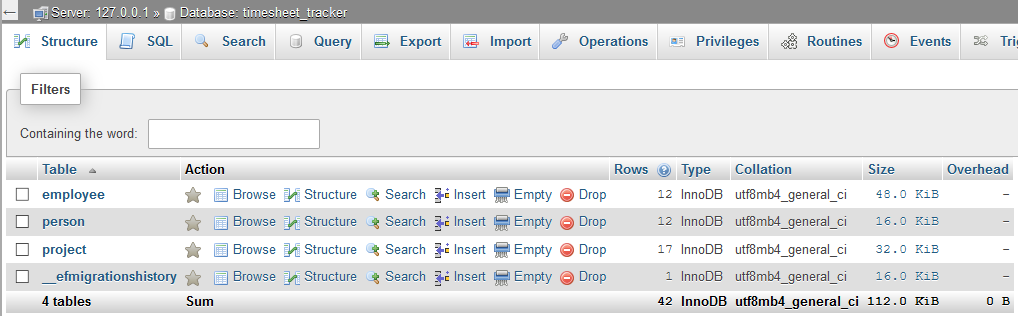 Server: 127.0.0.1 » Database: timesheet_tracker
Structure SQL Search Query Export Import Operations Privileges Routines Events Tri
Filters
Containing the word:
Table Action Rows Type Collation Size Overhead
employee Browse Structure Search Insert Empty Drop 12 InnoDB utf8mb4_general_ci 48.0 KiB -
person Browse Structure Search Insert Empty Drop 12 InnoDB utf8mb4_general_ci 16.0 KiB -
project Browse Structure Search Insert Empty Drop 17 InnoDB utf8mb4_general_ci 32.0 KiB -
__efmigrationshistory Browse Structure Search Insert Empty Drop 1 InnoDB utf8mb4_general_ci 16.0 KiB -
4 tables Sum 42 InnoDB utf8mb4_general_ci 112.0 KiB 0 B